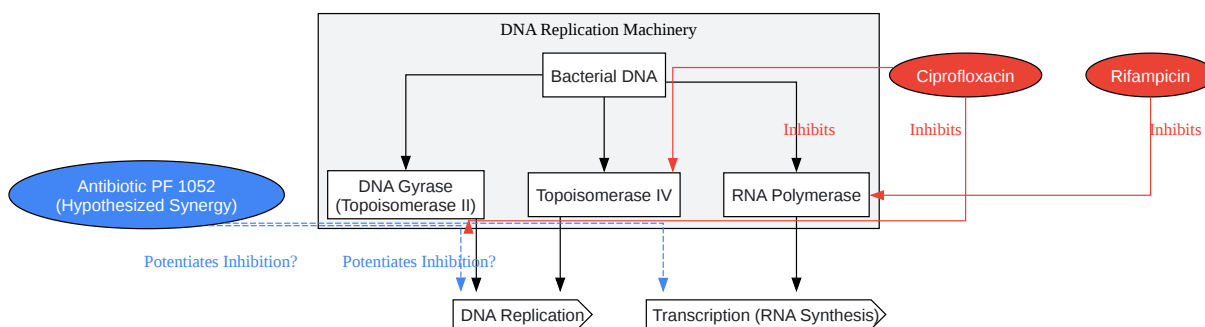 DNA Replication Machinery
Bacterial DNA
Ciprofloxacin
Rifampicin
Inhibits
Inhibits
Inhibits
Antibiotic PF 1052
(Hypothesized Synergy)
DNA Gyrase
(Topoisomerase II)
Topoisomerase IV
RNA Polymerase
Potentiates Inhibition?
Potentiates Inhibition?
DNA Replication
Transcription (RNA Synthesis)